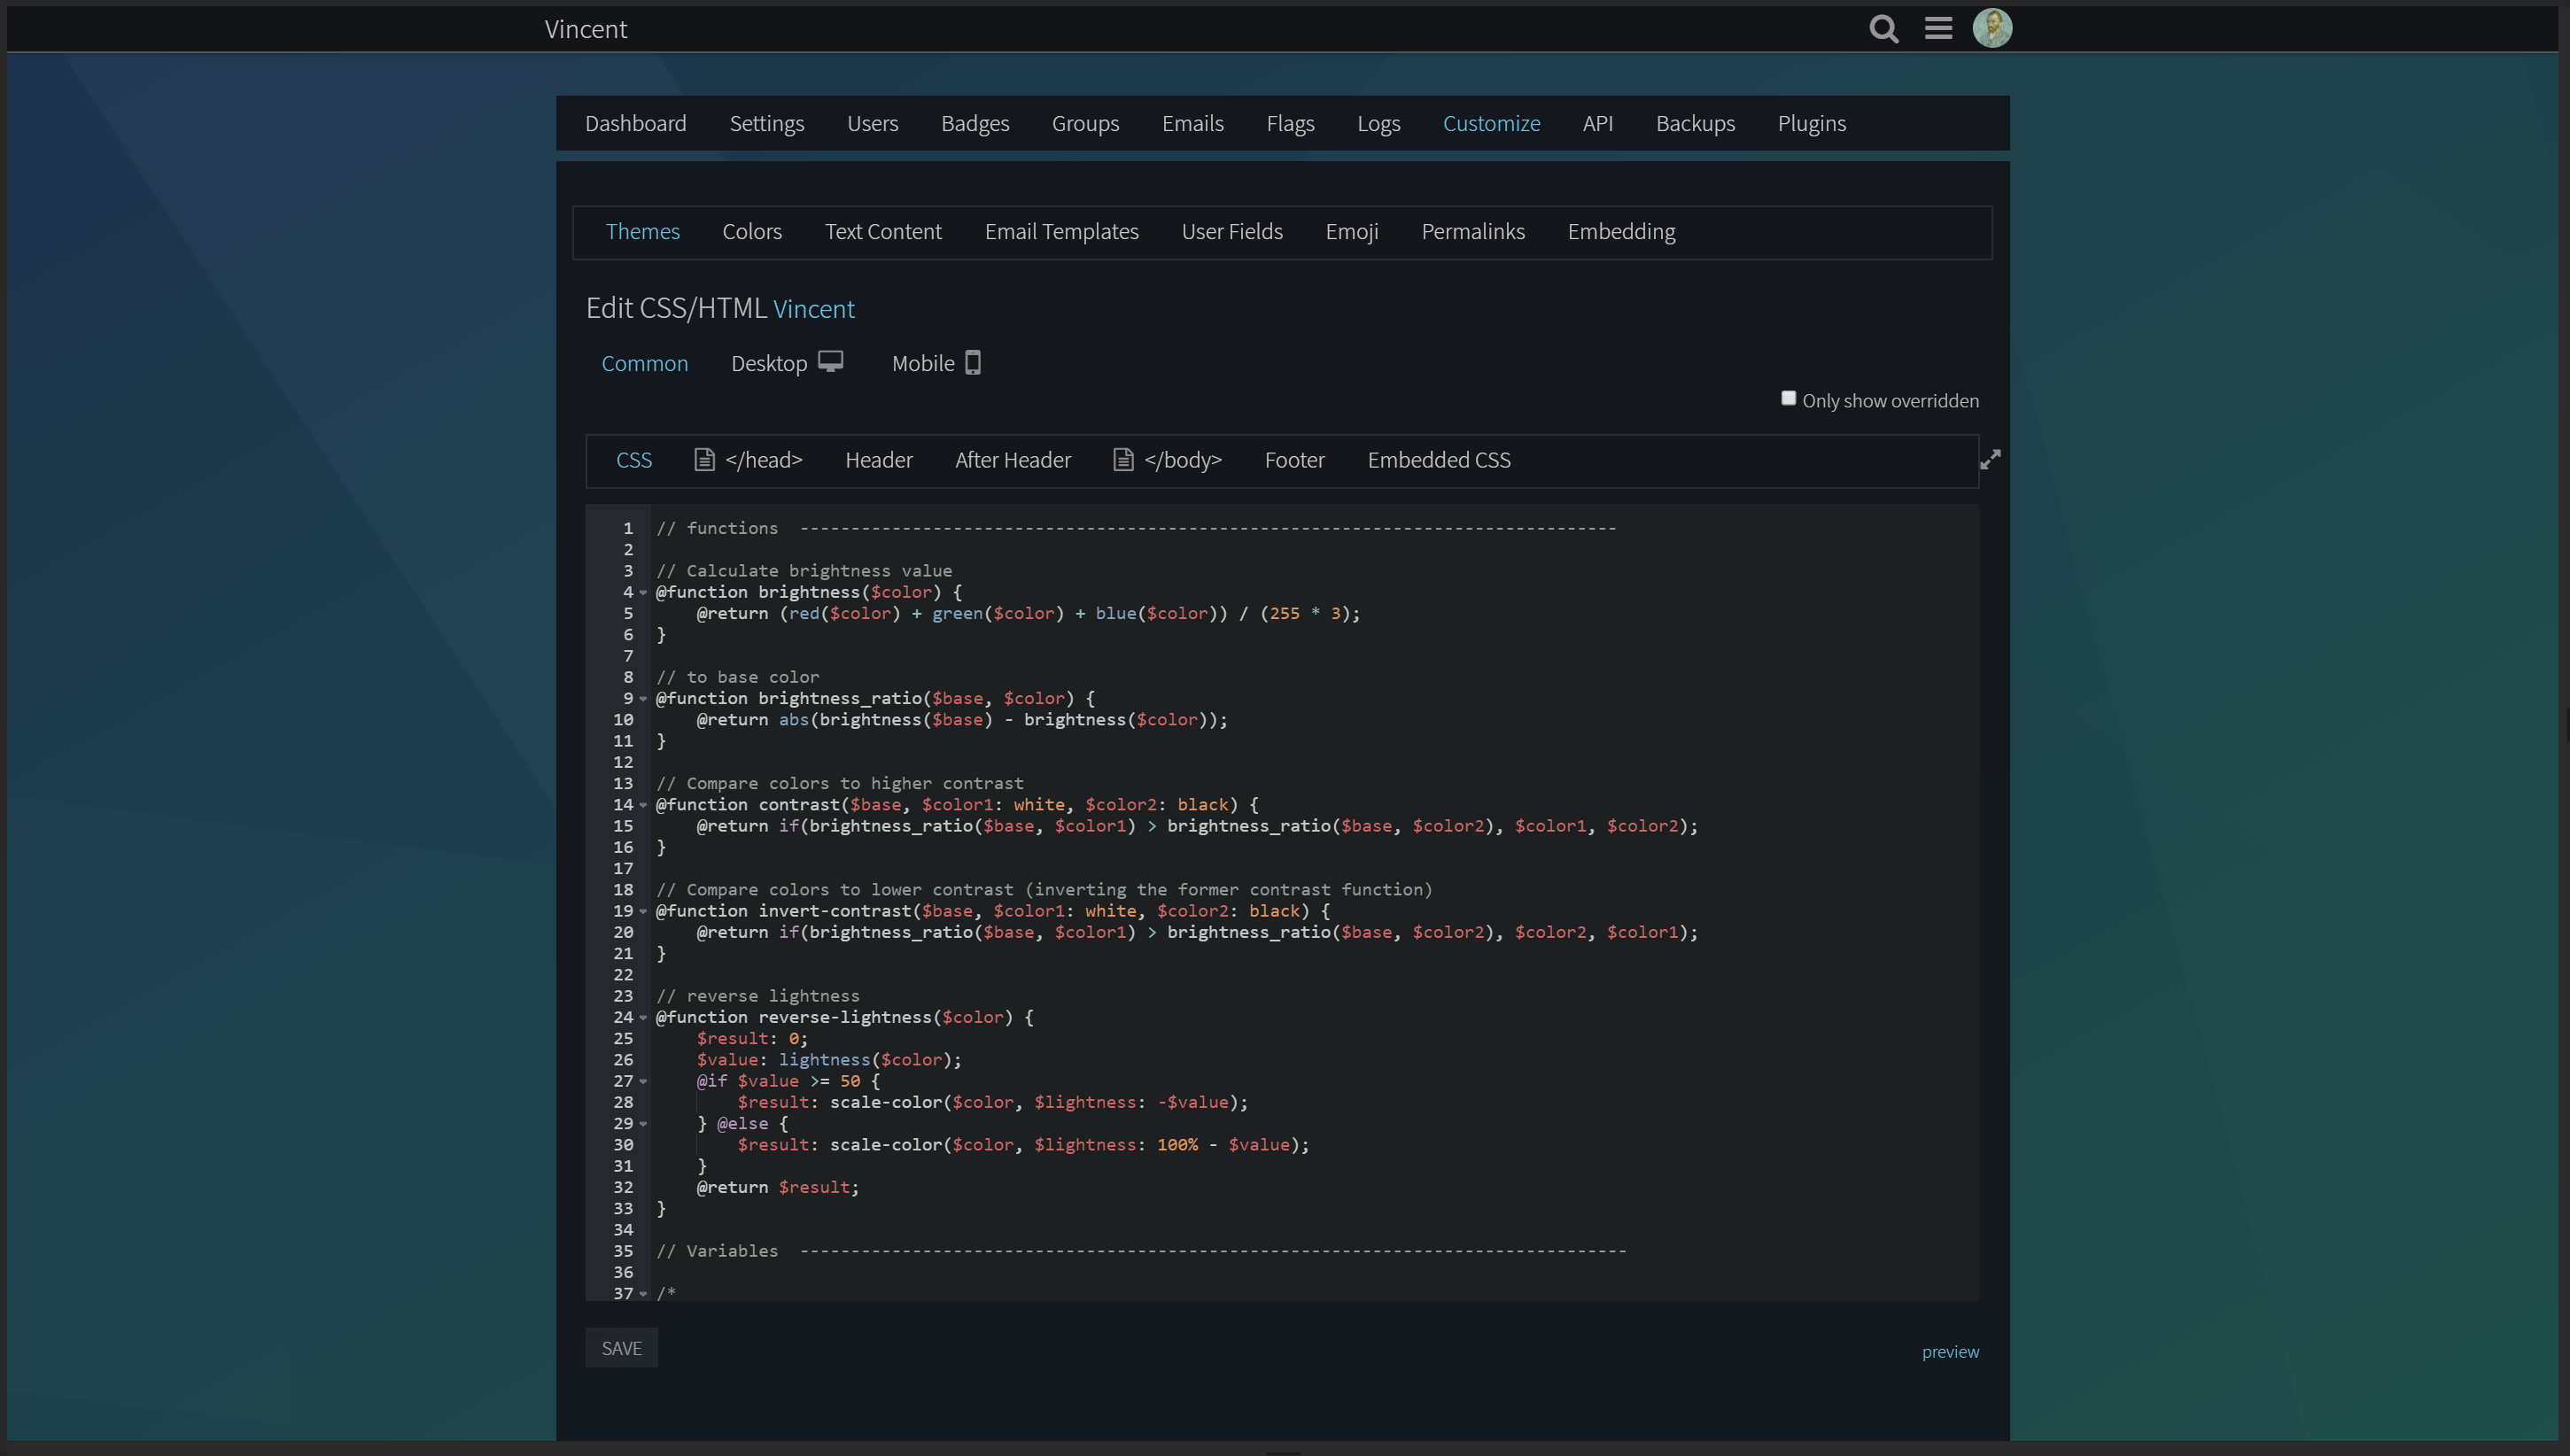 Vincent
Dashboard Settings Users Badges Groups Emails Flags Logs Customize API Backups Plugins
Themes Colors Text Content Email Templates User Fields Emoji Permalinks Embedding
Edit CSS/HTML Vincent
Common Desktop Mobile
Only show overridden
CSS </head> Header After Header </body> Footer Embedded CSS
1 // functions --------------------------------------------------------------------------------
2
3 // Calculate brightness value
4 @function brightness($color) {
5     @return (red($color) + green($color) + blue($color)) / (255 * 3);
6 }
7
8 // to base color
9 @function brightness_ratio($base, $color) {
10     @return abs(brightness($base) - brightness($color));
11 }
12
13 // Compare colors to higher contrast
14 @function contrast($base, $color1: white, $color2: black) {
15     @return if(brightness_ratio($base, $color1) > brightness_ratio($base, $color2), $color1, $color2);
16 }
17
18 // Compare colors to lower contrast (inverting the former contrast function)
19 @function invert-contrast($base, $color1: white, $color2: black) {
20     @return if(brightness_ratio($base, $color1) > brightness_ratio($base, $color2), $color2, $color1);
21 }
22
23 // reverse lightness
24 @function reverse-lightness($color) {
25     $result: 0;
26     $value: lightness($color);
27     @if $value >= 50 {
28         $result: scale-color($color, $lightness: -$value);
29     } @else {
30         $result: scale-color($color, $lightness: 100% - $value);
31     }
32     @return $result;
33 }
34
35 // Variables ---------------------------------------------------------------------------------
36
37 /*
SAVE
preview